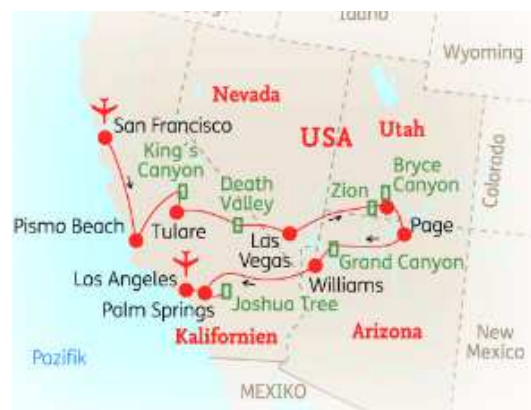 Idaho
Wyoming
Nevada
San Francisco
USA
Utah
King's
Canyon
Bryce
Canyon
Colorado
Death
Valley
Zion
Pismo Beach
Tulare
Las
Vegas
Page
Grand Canyon
Los Angeles
Williams
Palm Springs
Joshua Tree
Kalifornien
Arizona
New
Mexico
Pazifik
MEXIKO